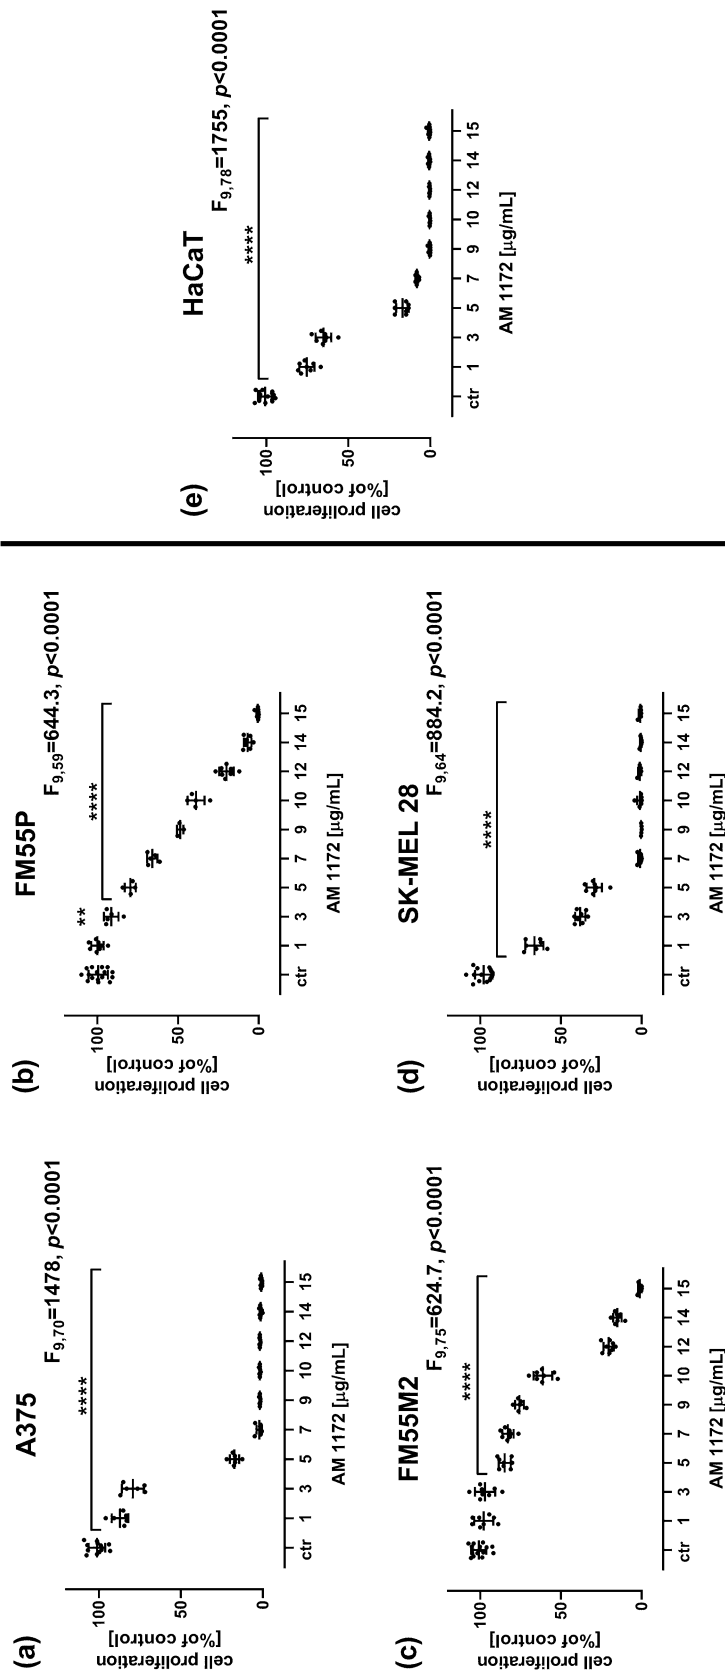 (a)
A375
F9,70=1478, p<0.0001
****
cell proliferation
[%of control]
100
50
0
ctr 1 3 5 7 9 10 12 14 15
AM 1172 [µg/mL]
(b)
FM55P
F9,59=644.3, p<0.0001
**
****
cell proliferation
[%of control]
100
50
0
ctr 1 3 5 7 9 10 12 14 15
AM 1172 [µg/mL]
(c)
FM55M2
F9,75=624.7, p<0.0001
****
cell proliferation
[%of control]
100
50
0
ctr 1 3 5 7 9 10 12 14 15
AM 1172 [µg/mL]
(d)
SK-MEL 28
F9,64=884.2, p<0.0001
****
cell proliferation
[%of control]
100
50
0
ctr 1 3 5 7 9 10 12 14 15
AM 1172 [µg/mL]
(e)
HaCaT
F9,78=1755, p<0.0001
****
cell proliferation
[%of control]
100
50
0
ctr 1 3 5 7 9 10 12 14 15
AM 1172 [µg/mL]